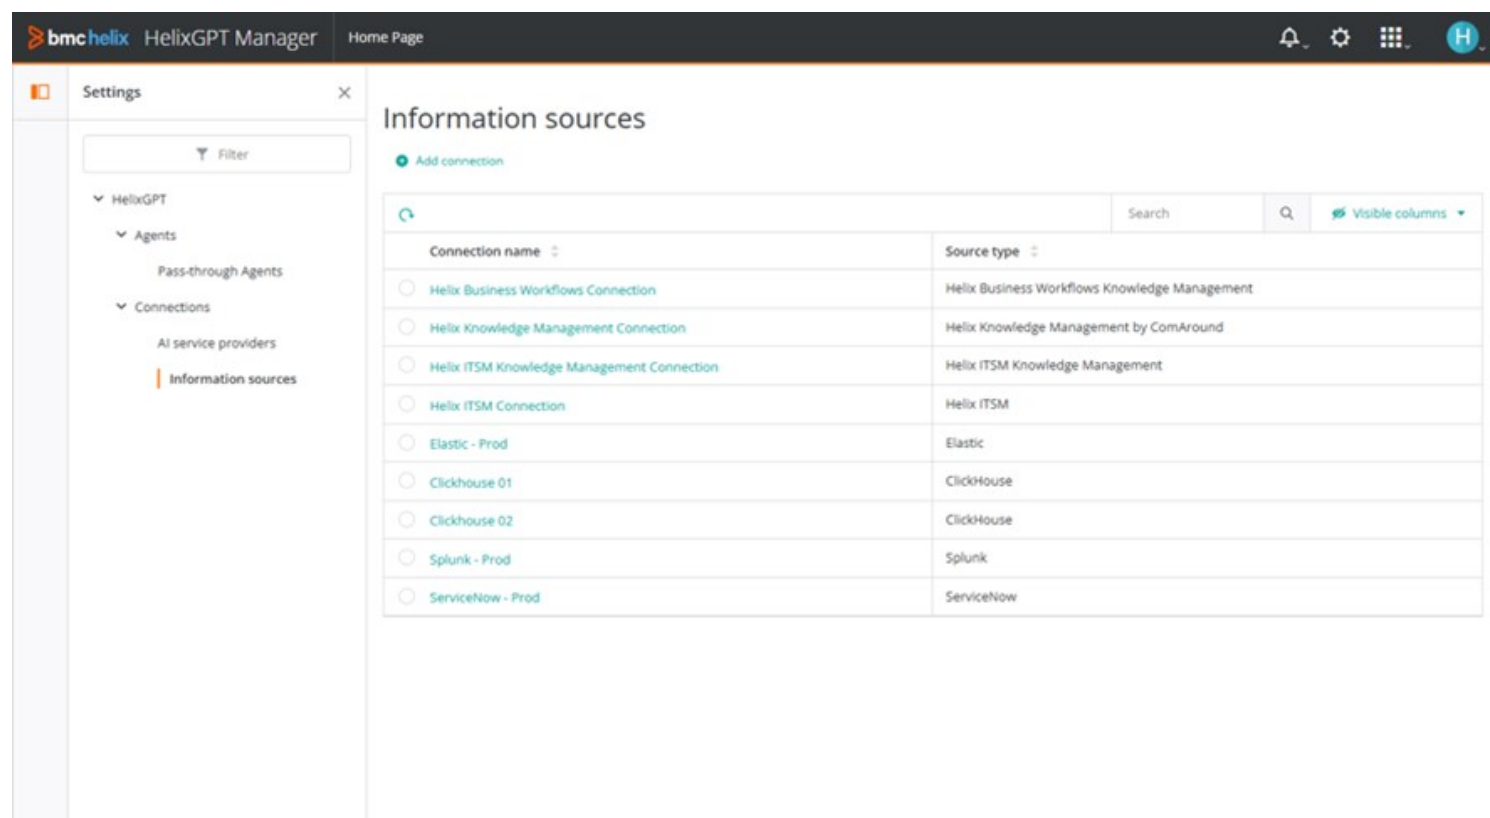 bmchelix HelixGPT Manager Home Page H
Settings
Filter
HelixGPT
Agents
Pass-through Agents
Connections
AI service providers
Information sources
Information sources
Add connection
Search Visible columns
Connection name Source type
Helix Business Workflows Connection Helix Business Workflows Knowledge Management
Helix Knowledge Management Connection Helix Knowledge Management by ComAround
Helix ITSM Knowledge Management Connection Helix ITSM Knowledge Management
Helix ITSM Connection Helix ITSM
Elastic - Prod Elastic
Clickhouse 01 ClickHouse
Clickhouse 02 ClickHouse
Splunk - Prod Splunk
ServiceNow - Prod ServiceNow